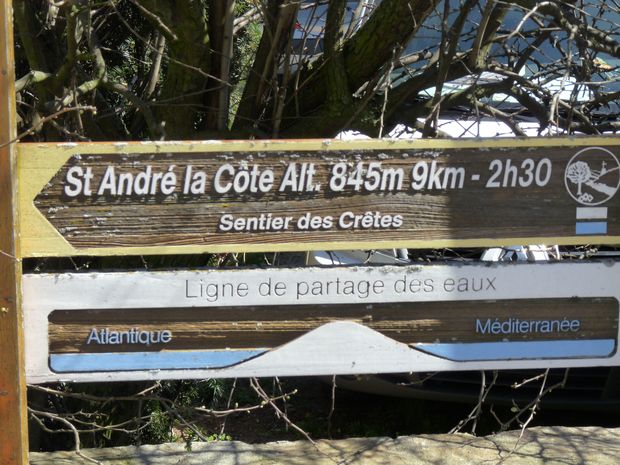 St André la Côte Alt. 845m 9km - 2h30
Sentier des Crêtes
Ligne de partage des eaux
Atlantique
Méditerranée